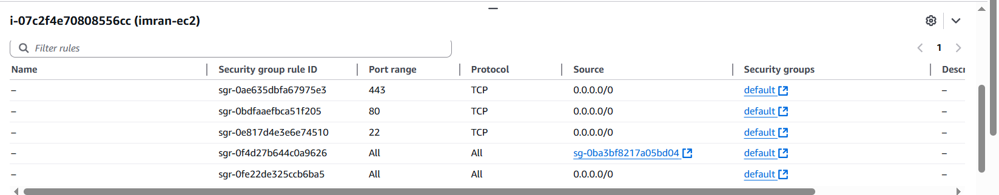 i-07c2f4e70808556cc (imran-ec2)
Filter rules
1
Name Security group rule ID Port range Protocol Source Security groups Descr
– sgr-0ae635dbfa67975e3 443 TCP 0.0.0.0/0 default –
– sgr-0bdfaaefbca51f205 80 TCP 0.0.0.0/0 default –
– sgr-0e817d4e3e6e74510 22 TCP 0.0.0.0/0 default –
– sgr-0f4d27b644c0a9626 All All sg-0ba3bf8217a05bd04 default –
– sgr-0fe22de325ccb6ba5 All All 0.0.0.0/0 default –